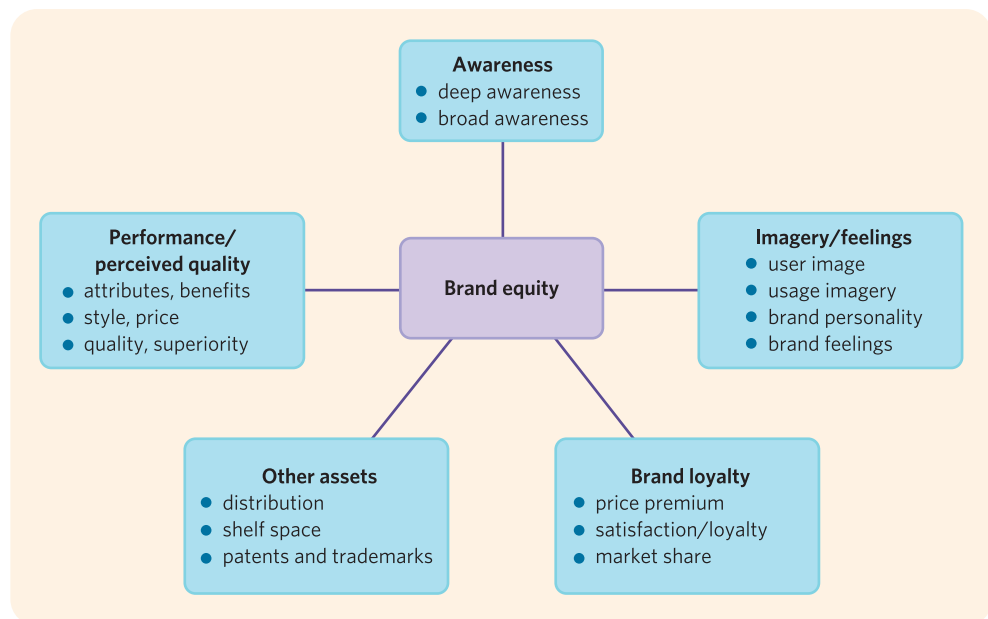 Awareness
deep awareness
broad awareness
Performance/
perceived quality
attributes, benefits
style, price
quality, superiority
Brand equity
Imagery/feelings
user image
usage imagery
brand personality
brand feelings
Other assets
distribution
shelf space
patents and trademarks
Brand loyalty
price premium
satisfaction/loyalty
market share